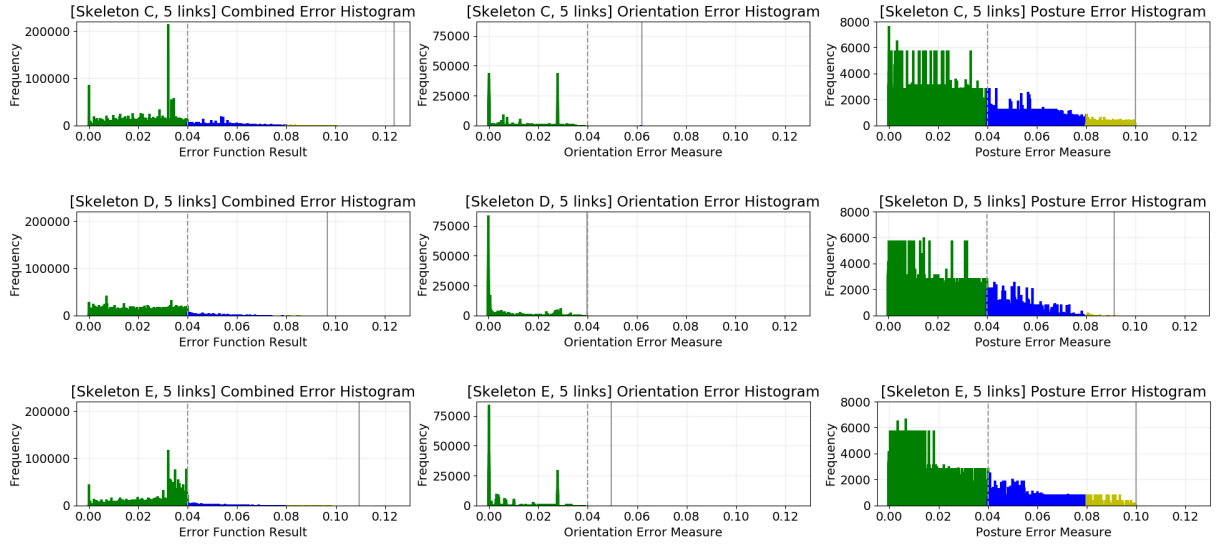 [Skeleton C, 5 links] Combined Error Histogram
Frequency
200000
100000
0
0.00 0.02 0.04 0.06 0.08 0.10 0.12
Error Function Result
[Skeleton C, 5 links] Orientation Error Histogram
Frequency
75000
50000
25000
0
0.00 0.02 0.04 0.06 0.08 0.10 0.12
Orientation Error Measure
[Skeleton C, 5 links] Posture Error Histogram
Frequency
8000
6000
4000
2000
0
0.00 0.02 0.04 0.06 0.08 0.10 0.12
Posture Error Measure
[Skeleton D, 5 links] Combined Error Histogram
Frequency
200000
100000
0
0.00 0.02 0.04 0.06 0.08 0.10 0.12
Error Function Result
[Skeleton D, 5 links] Orientation Error Histogram
Frequency
75000
50000
25000
0
0.00 0.02 0.04 0.06 0.08 0.10 0.12
Orientation Error Measure
[Skeleton D, 5 links] Posture Error Histogram
Frequency
8000
6000
4000
2000
0
0.00 0.02 0.04 0.06 0.08 0.10 0.12
Posture Error Measure
[Skeleton E, 5 links] Combined Error Histogram
Frequency
200000
100000
0
0.00 0.02 0.04 0.06 0.08 0.10 0.12
Error Function Result
[Skeleton E, 5 links] Orientation Error Histogram
Frequency
75000
50000
25000
0
0.00 0.02 0.04 0.06 0.08 0.10 0.12
Orientation Error Measure
[Skeleton E, 5 links] Posture Error Histogram
Frequency
8000
6000
4000
2000
0
0.00 0.02 0.04 0.06 0.08 0.10 0.12
Posture Error Measure